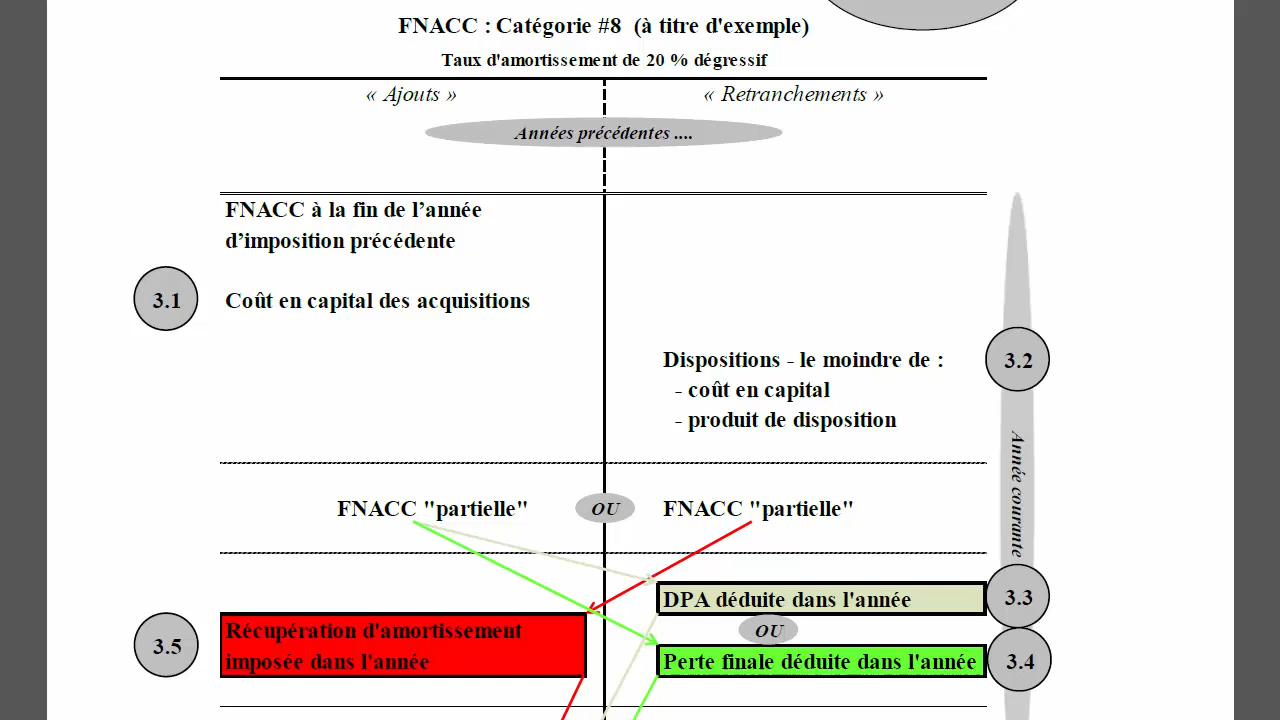 FNACC : Catégorie #8 (à titre d'exemple)
Taux d'amortissement de 20 % dégressif
« Ajouts »
« Retranchements »
Années précédentes ....
FNACC à la fin de l’année
d’imposition précédente
3.1
Coût en capital des acquisitions
Dispositions - le moindre de :
- coût en capital
- produit de disposition
3.2
Année courante
FNACC "partielle"
OU
FNACC "partielle"
DPA déduite dans l'année
3.3
OU
3.5
Récupération d'amortissement
imposée dans l'année
Perte finale déduite dans l'année
3.4